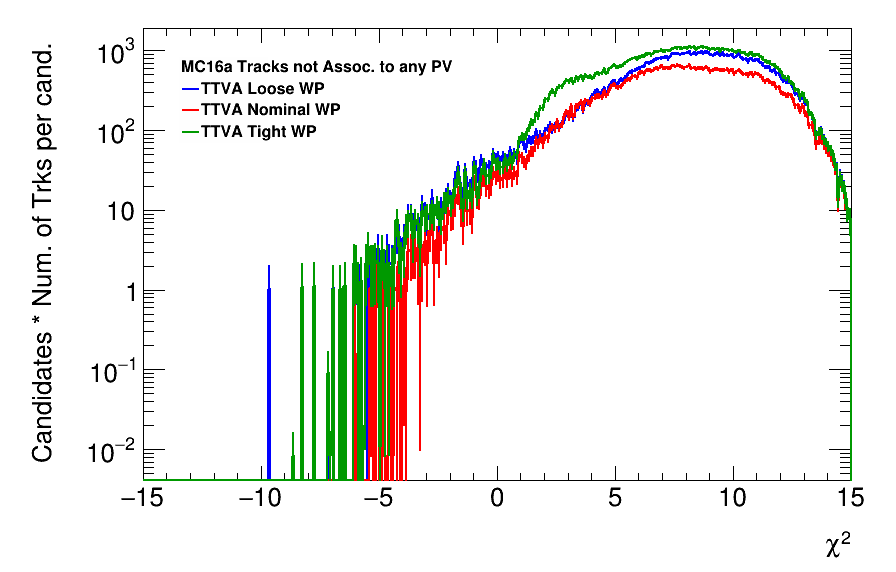 Candidates * Num. of Trks per cand.
10³
10²
10
1
10⁻¹
10⁻²
MC16a Tracks not Assoc. to any PV
TTVA Loose WP
TTVA Nominal WP
TTVA Tight WP
−15 −10 −5 0 5 10 15
χ²